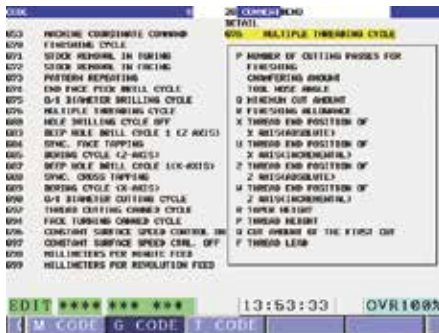 CODE
G53 MACHINE COORDINATE COMMAND
G70 FINISHING CYCLE
G71 STOCK REMOVAL IN TURING
G72 STOCK REMOVAL IN FACING
G73 PATTERN REPEATING
G74 END FACE PECK DRILL CYCLE
G75 O/I DIAMETER DRILLING CYCLE
G76 MULTIPLE THREADING CYCLE
G80 HOLE DRILLING CYCLE OFF
G83 DEEP HOLE DRILL CYCLE 1 (Z AXIS)
G84 SYNC. FACE TAPPING
G85 BORING CYCLE (Z-AXIS)
G87 DEEP HOLE DRILL CYCLE 1(X-AXIS)
G88 SYNC. CROSS TAPPING
G89 BORING CYCLE (X-AXIS)
G90 O/I DIAMETER CUTTING CYCLE
G92 THREAD CUTTING CANNED CYCLE
G94 FACE TURNING CANNED CYCLE
G96 CONSTANT SURFACE SPEED CONTROL ON
G97 CONSTANT SURFACE SPEED CTRL. OFF
G98 MILLIMETERS PER MINUTE FEED
G99 MILLIMETERS PER REVOLUTION FEED
DETAIL
G76 MULTIPLE THREADING CYCLE
P NUMBER OF CUTTING PASSES FOR
FINISHING
CHAMFERING AMOUNT
TOOL NOSE ANGLE
Q MINIMUM CUT AMOUNT
R FINISHING ALLOWANCE
X THREAD END POSITION OF
X AXIS(ABSOLUTE)
U THREAD END POSITION OF
X AXIS(INCREMENTAL)
Z THREAD END POSITION OF
Z AXIS(ABSOLUTE)
W THREAD END POSITION OF
Z AXIS(INCREMENTAL)
R TAPER HEIGHT
P THREAD HEIGHT
Q CUT AMOUNT OF THE FIRST CUT
F THREAD LEAD
EDIT **** *** *** 13:53:33 OVR100%
( M CODE G CODE T CODE